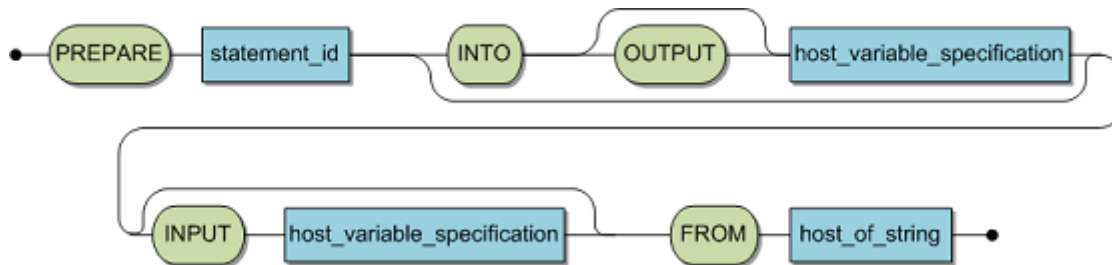 PREPARE statement_id INTO OUTPUT host_variable_specification
INPUT host_variable_specification FROM host_of_string